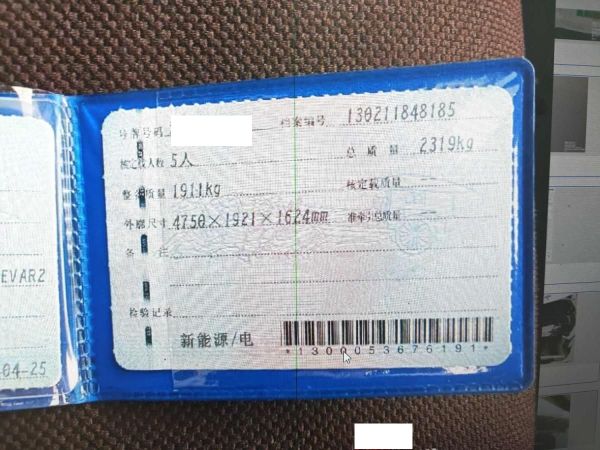 号牌号码
档案编号 130211848185
核定载人数 5人
总质量 2319kg
整备质量 1911kg
核定载质量 --
外廓尺寸 4750×1921×1624mm
准牵引总质量 --
备注
EVAR2
检验记录
新能源/电
*1300053676191*
04-25